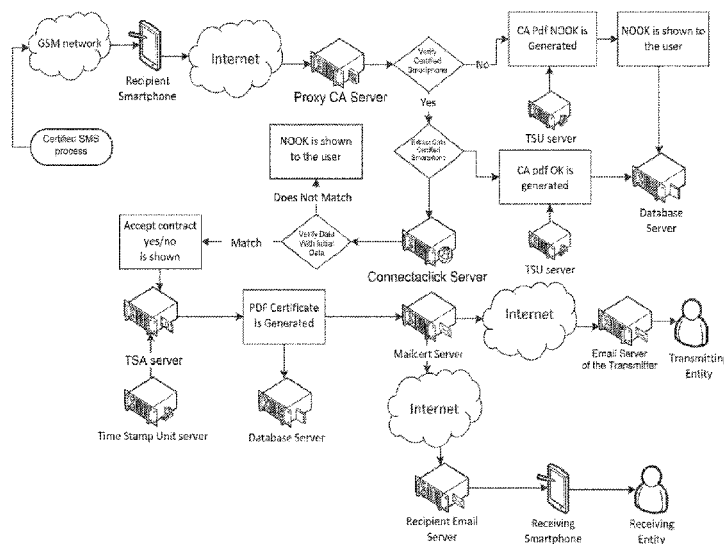 GSM network
Recipient
Smartphone
Internet
Proxy CA Server
Verify
Certified
Smartphone
No
CA Pdf NOOK is
Generated
NOOK is shown to
the user
Certified SMS
process
Yes
TSU server
NOOK is shown
to the user
Extract Data
Certified
Smartphone
CA pdf OK is
generated
Database
Server
Does Not Match
Accept contract
yes/no
is shown
Match
Verify Data
With Initial
Data
Connectaclick Server
TSU server
TSA server
PDF Certificate
is Generated
Mailcert Server
Internet
Email Server
of the Transmitter
Transmitting
Entity
Time Stamp Unit server
Database Server
Internet
Recipient Email
Server
Receiving
Smartphone
Receiving
Entity